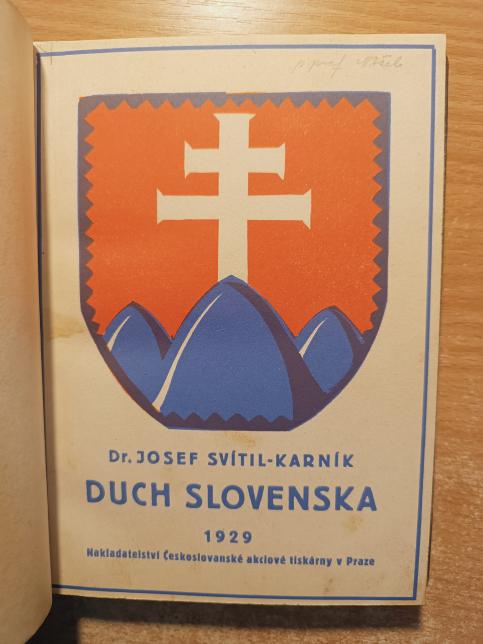 Dr. JOSEF SVÍTIL-KARNÍK
DUCH SLOVENSKA
1929
Nakladatelství Československé akciové tiskárny v Praze